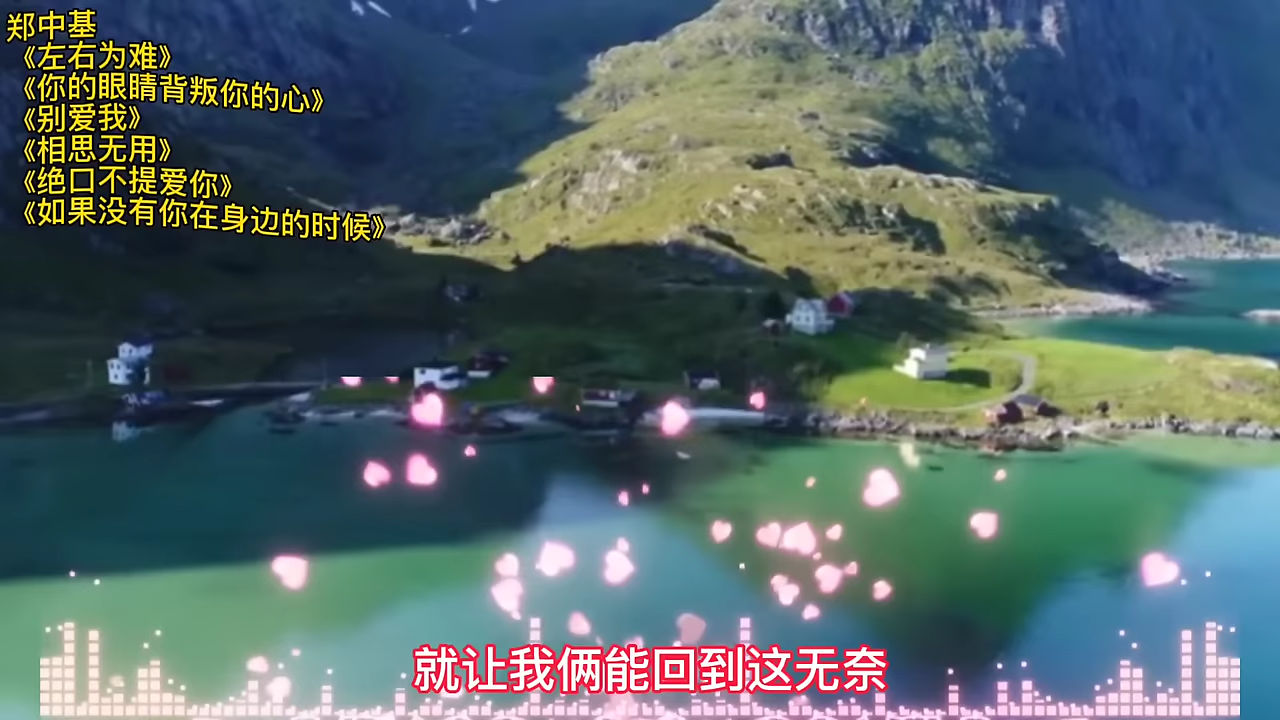 郑中基
《左右为难》
《你的眼睛背叛你的心》
《别爱我》
《相思无用》
《绝口不提爱你》
《如果没有你在身边的时候》
就让我俩能回到这无奈